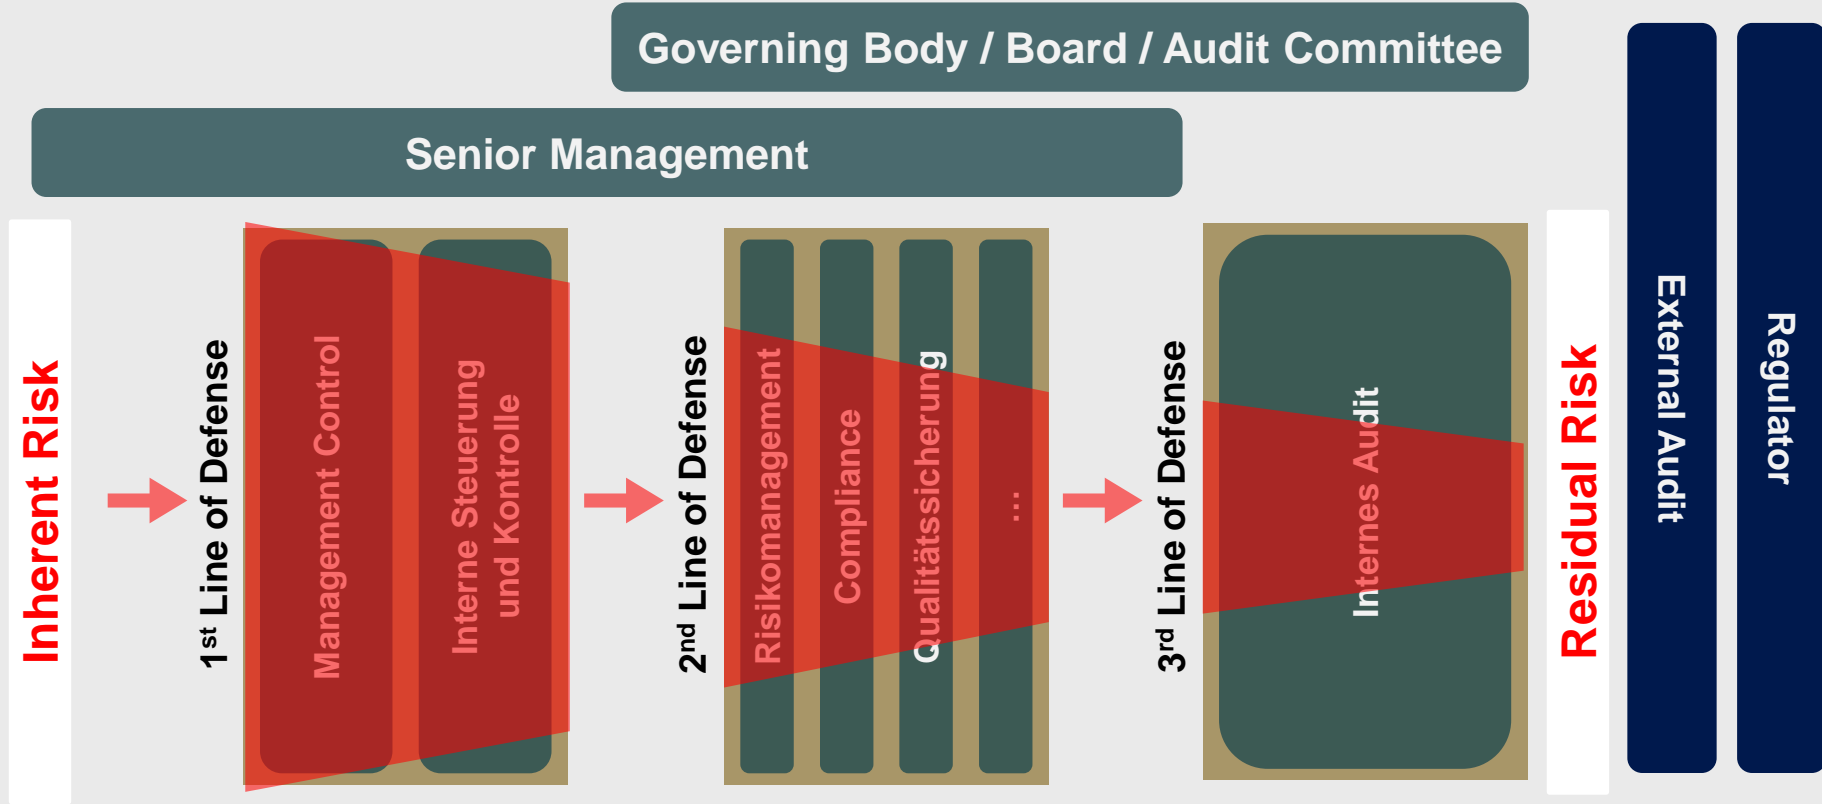 Governing Body / Board / Audit Committee
Senior Management
Inherent Risk
1st Line of Defense
Management Control
Interne Steuerung
und Kontrolle
2nd Line of Defense
Risikomanagement
Compliance
Qualitätssicherung
...
3rd Line of Defense
Internes Audit
Residual Risk
External Audit
Regulator